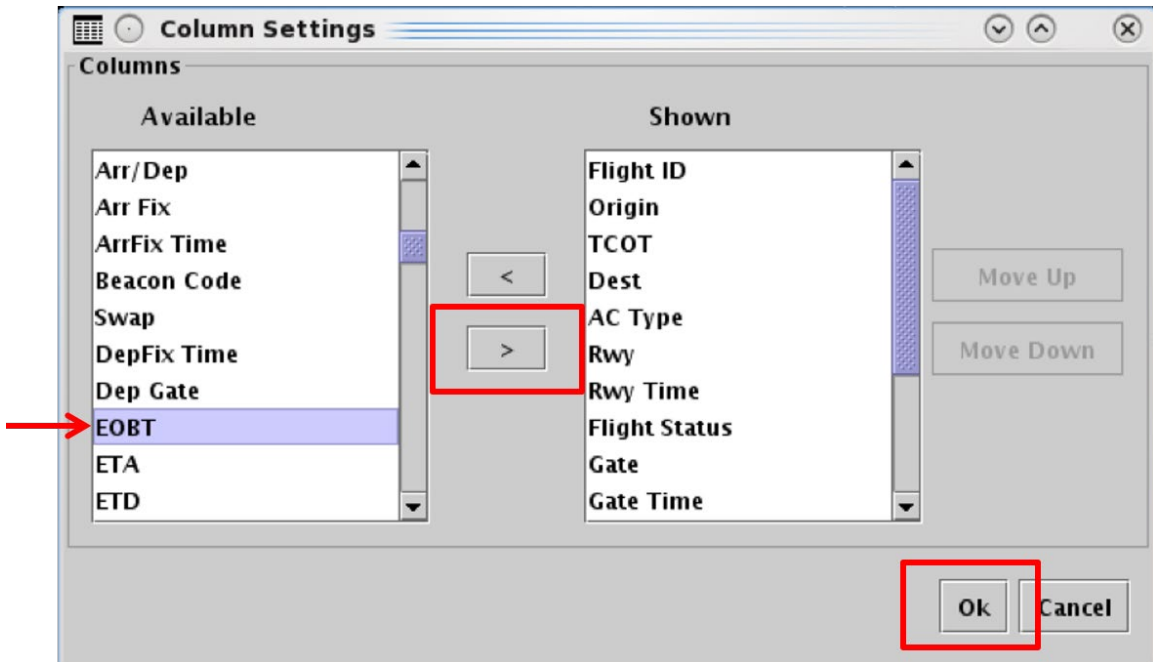 Column Settings
Columns
Available
Shown
Arr/Dep
Arr Fix
ArrFix Time
Beacon Code
Swap
DepFix Time
Dep Gate
EOBT
ETA
ETD
<
>
Flight ID
Origin
TCOT
Dest
AC Type
Rwy
Rwy Time
Flight Status
Gate
Gate Time
Move Up
Move Down
Ok
Cancel